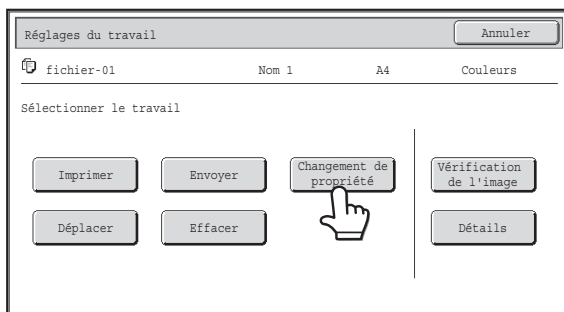 Réglages du travail
Annuler
fichier-01 Nom 1 A4 Couleurs
Sélectionner le travail
Imprimer
Envoyer
Changement de
propriété
Vérification
de l'image
Déplacer
Effacer
Détails